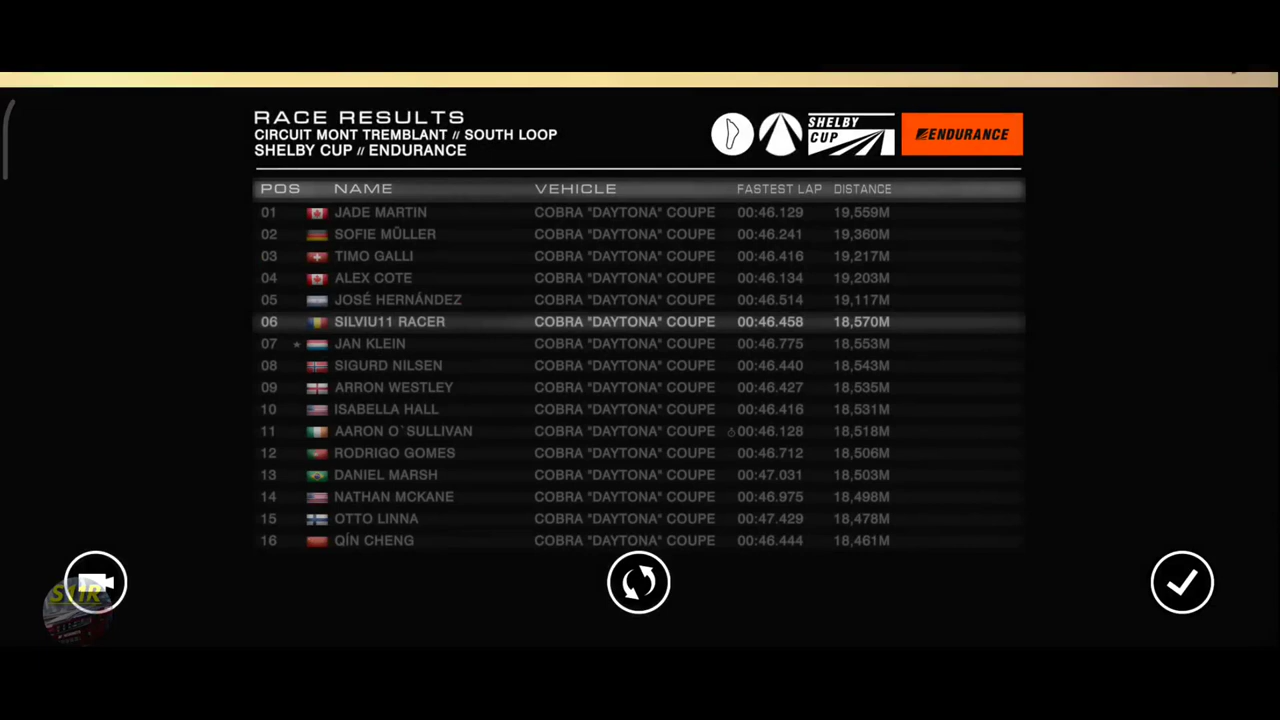 RACE RESULTS
CIRCUIT MONT TREMBLANT // SOUTH LOOP
SHELBY CUP // ENDURANCE
SHELBY
CUP
ENDURANCE
POS NAME VEHICLE FASTEST LAP DISTANCE
01 JADE MARTIN COBRA "DAYTONA" COUPE 00:46.129 19,559M
02 SOFIE MÜLLER COBRA "DAYTONA" COUPE 00:46.241 19,360M
03 TIMO GALLI COBRA "DAYTONA" COUPE 00:46.416 19,217M
04 ALEX COTE COBRA "DAYTONA" COUPE 00:46.134 19,203M
05 JOSÉ HERNÁNDEZ COBRA "DAYTONA" COUPE 00:46.514 19,117M
06 SILVIU11 RACER COBRA "DAYTONA" COUPE 00:46.458 18,570M
07 JAN KLEIN COBRA "DAYTONA" COUPE 00:46.775 18,553M
08 SIGURD NILSEN COBRA "DAYTONA" COUPE 00:46.440 18,543M
09 ARRON WESTLEY COBRA "DAYTONA" COUPE 00:46.427 18,535M
10 ISABELLA HALL COBRA "DAYTONA" COUPE 00:46.416 18,531M
11 AARON O`SULLIVAN COBRA "DAYTONA" COUPE 00:46.128 18,518M
12 RODRIGO GOMES COBRA "DAYTONA" COUPE 00:46.712 18,506M
13 DANIEL MARSH COBRA "DAYTONA" COUPE 00:47.031 18,503M
14 NATHAN MCKANE COBRA "DAYTONA" COUPE 00:46.975 18,498M
15 OTTO LINNA COBRA "DAYTONA" COUPE 00:47.429 18,478M
16 QÍN CHENG COBRA "DAYTONA" COUPE 00:46.444 18,461M
S11R